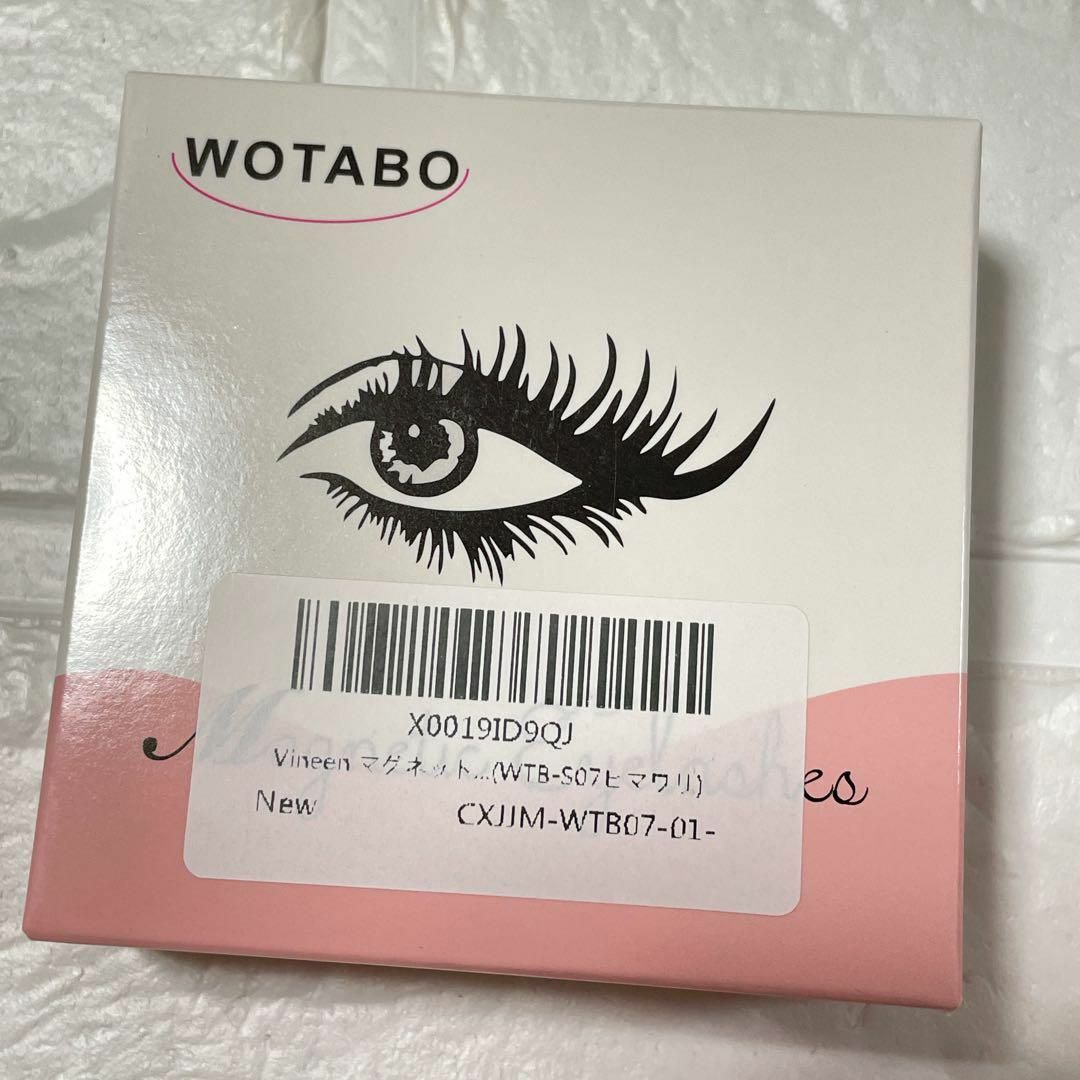 WOTABO
Magnetic Eyelashes
X0019ID9QJ
Vineen マグネット...(WTB-S07ヒマワリ)
New CXJJM-WTB07-01-